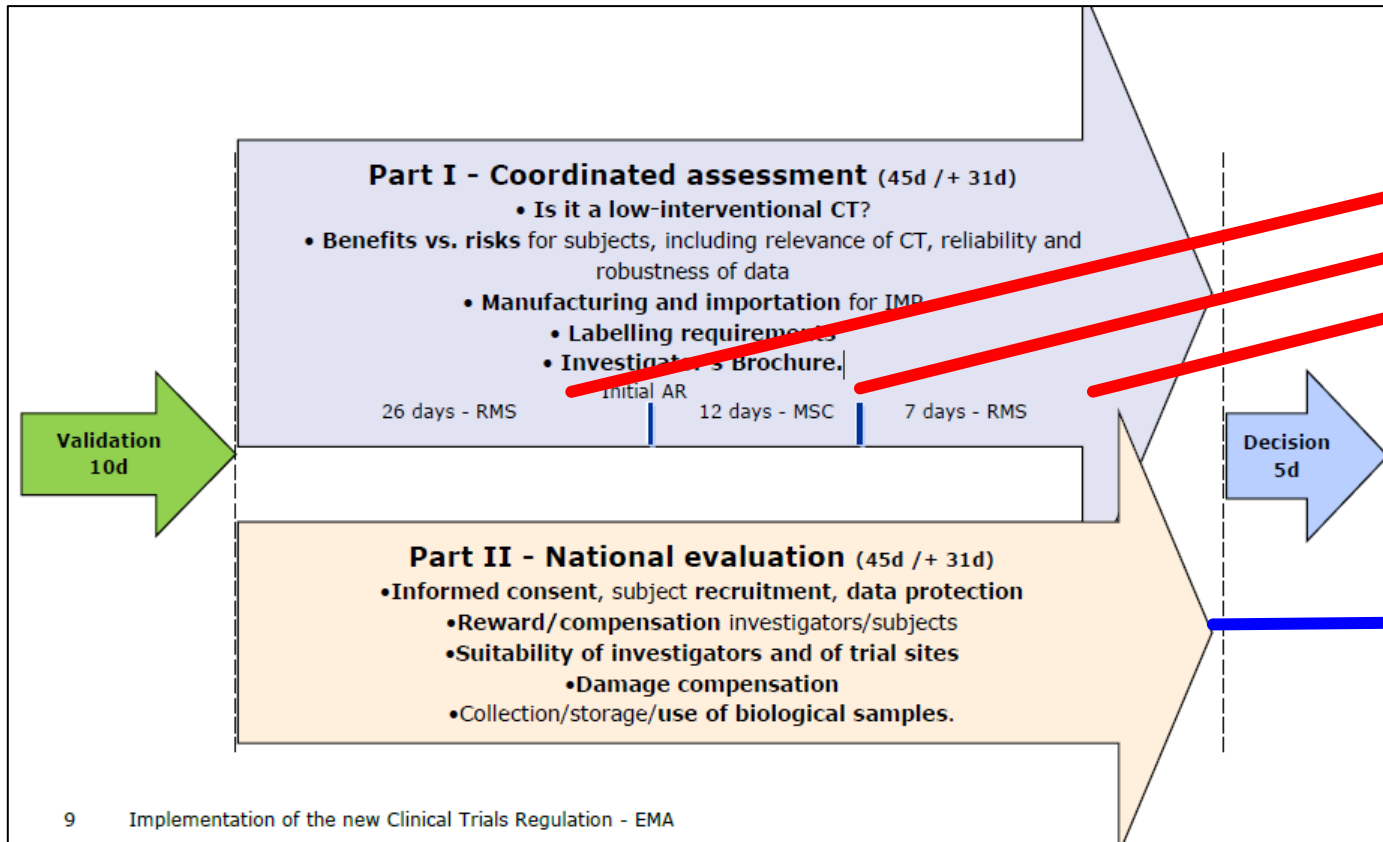 Part I - Coordinated assessment (45d /+ 31d)
• Is it a low-interventional CT?
• Benefits vs. risks for subjects, including relevance of CT, reliability and
robustness of data
• Manufacturing and importation for IMP
• Labelling requirements
• Investigator's Brochure.
Initial AR
26 days - RMS
12 days - MSC
7 days - RMS
Validation
10d
Decision
5d
Part II - National evaluation (45d /+ 31d)
•Informed consent, subject recruitment, data protection
•Reward/compensation investigators/subjects
•Suitability of investigators and of trial sites
•Damage compensation
•Collection/storage/use of biological samples.
9 Implementation of the new Clinical Trials Regulation - EMA